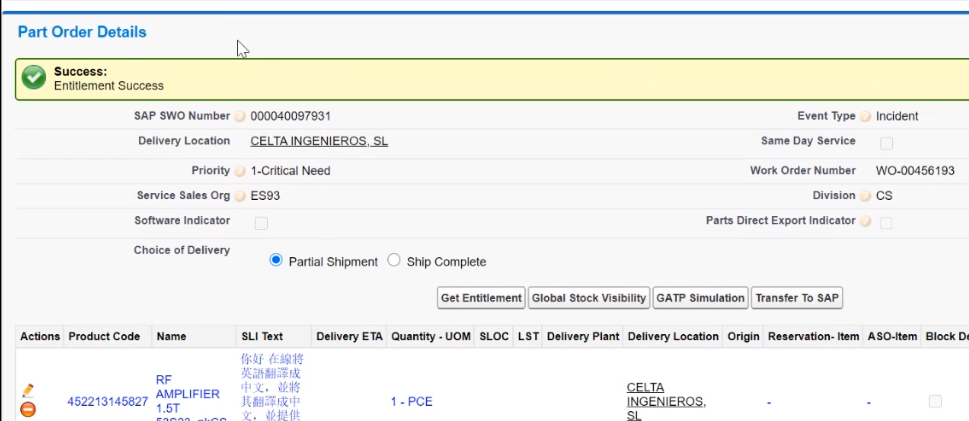 Part Order Details
Success:
Entitlement Success
SAP SWO Number 000040097931 Event Type Incident
Delivery Location CELTA INGENIEROS, SL Same Day Service
Priority 1-Critical Need Work Order Number WO-00456193
Service Sales Org ES93 Division CS
Software Indicator Parts Direct Export Indicator
Choice of Delivery Partial Shipment Ship Complete
Get Entitlement Global Stock Visibility GATP Simulation Transfer To SAP
Actions Product Code Name SLI Text Delivery ETA Quantity - UOM SLOC LST Delivery Plant Delivery Location Origin Reservation- Item ASO-Item Block De
452213145827
RF
AMPLIFIER
1.5T
你好 在線將
英語翻譯成
中文，並將
其翻譯成中
文，並提供
1 - PCE
CELTA
INGENIEROS,
SL
-
-